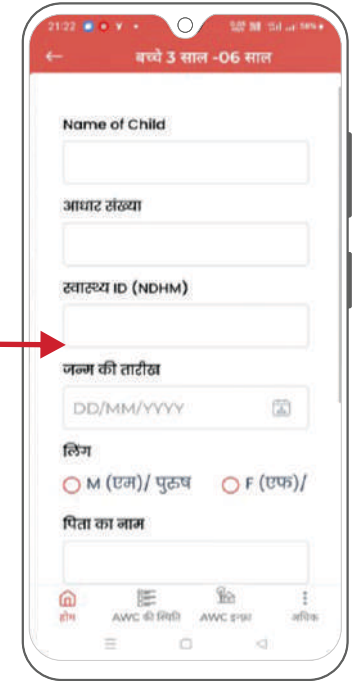 21:22
बच्चे 3 साल -06 साल
Name of Child
आधार संख्या
स्वास्थ्य ID (NDHM)
जन्म की तारीख
DD/MM/YYYY
लिंग
M (एम)/ पुरुष F (एफ)/
पिता का नाम
होम AWC की स्थिति AWC इन्फ्रा अधिक